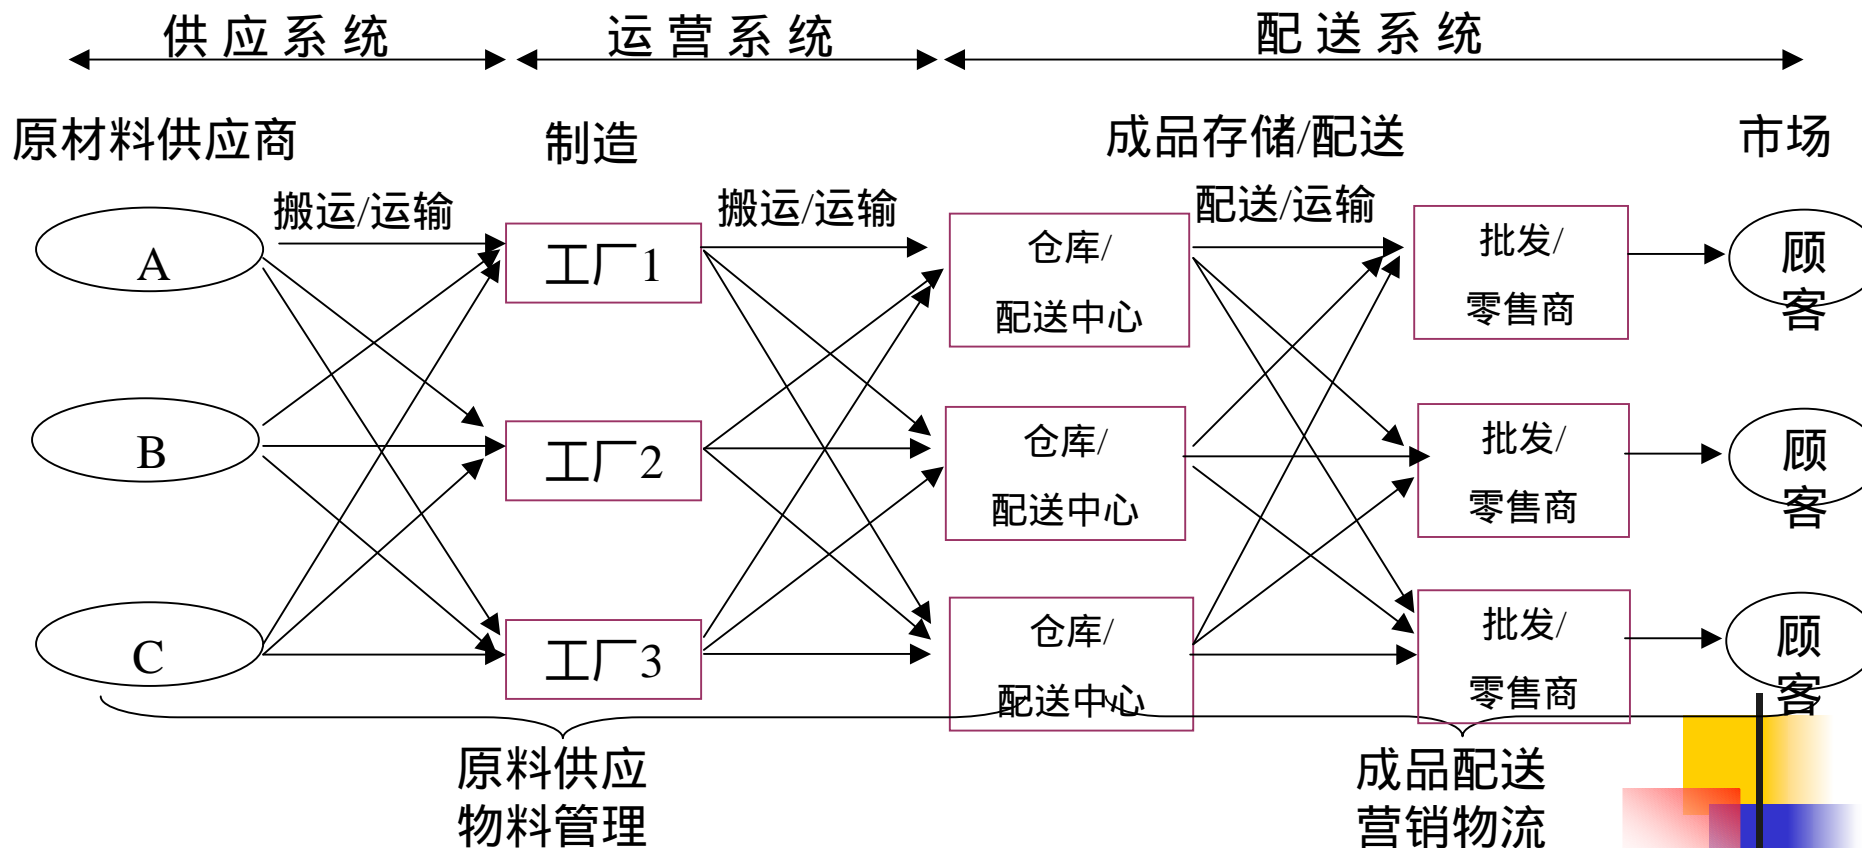 供应系统
运营系统
配送系统
原材料供应商
制造
成品存储/配送
市场
搬运/运输
搬运/运输
配送/运输
A
工厂1
仓库/
配送中心
批发/
零售商
顾
客
B
工厂2
仓库/
配送中心
批发/
零售商
顾
客
C
工厂3
仓库/
配送中心
批发/
零售商
顾
客
原料供应
物料管理
成品配送
营销物流